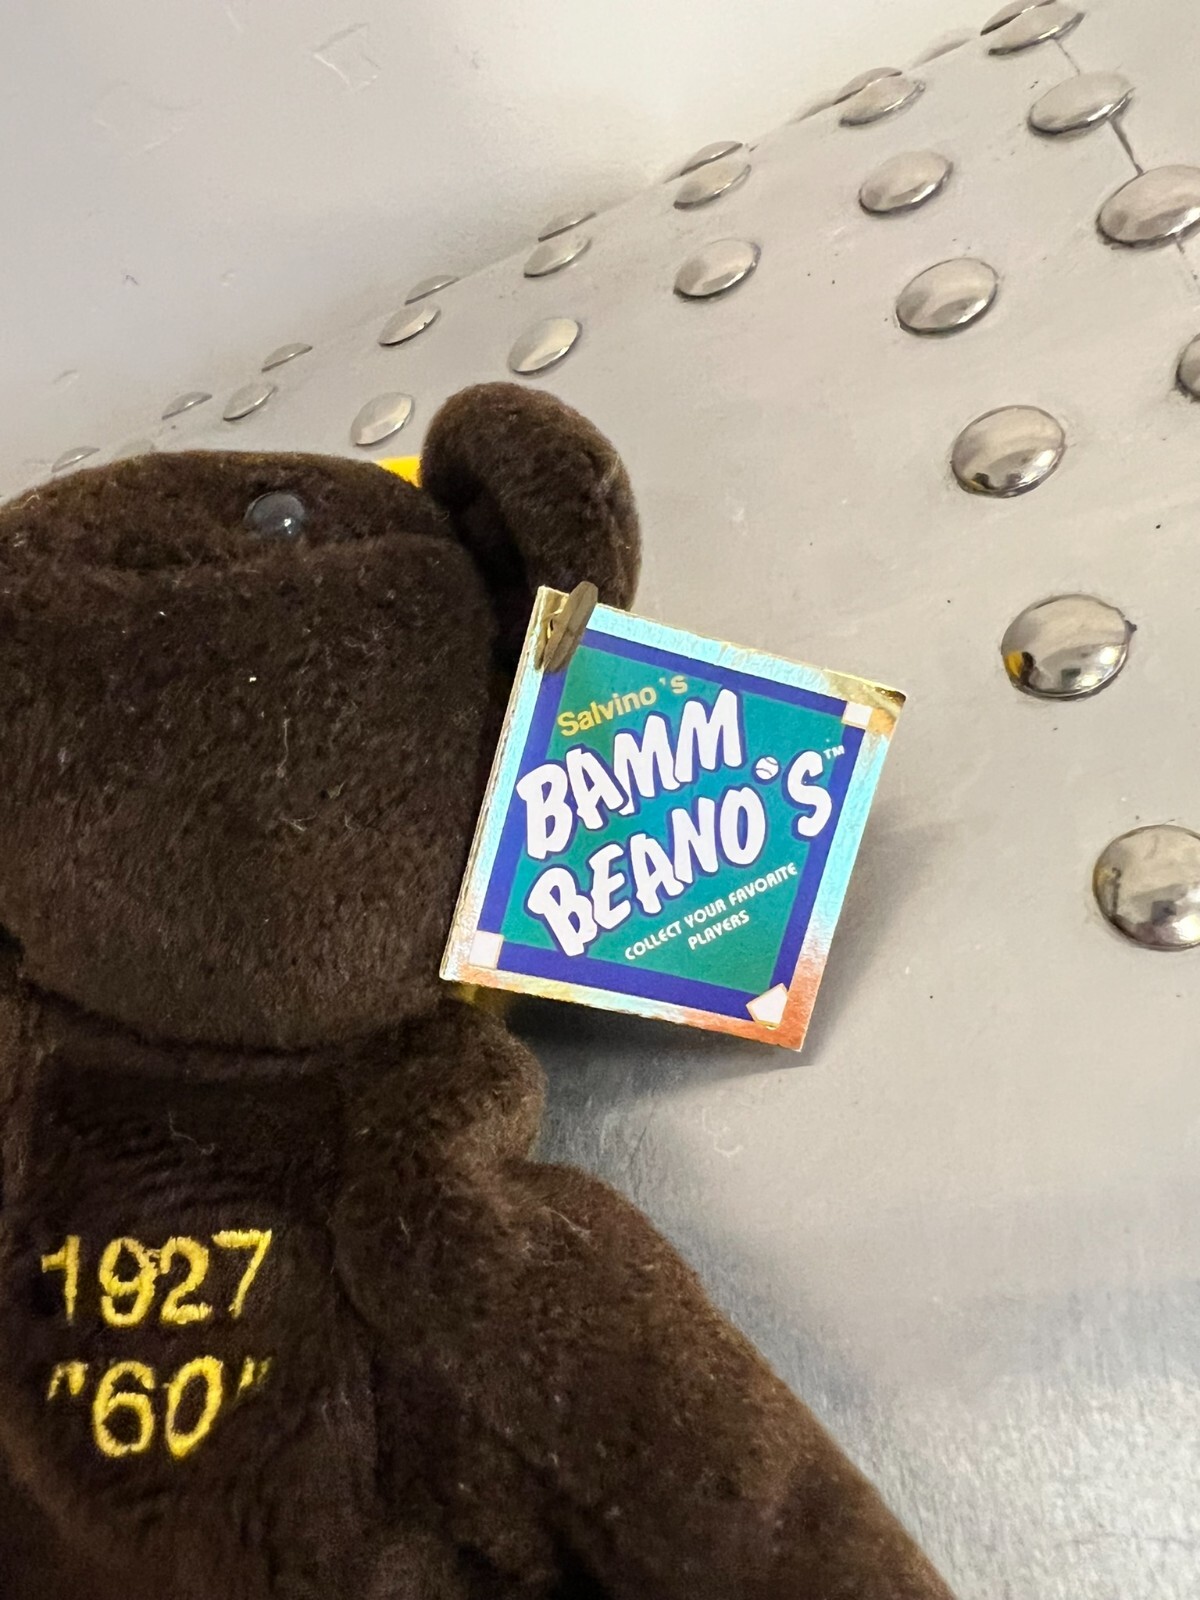 Salvino's
BAMM
BEANO'S™
COLLECT YOUR FAVORITE
PLAYERS
1927
"60"